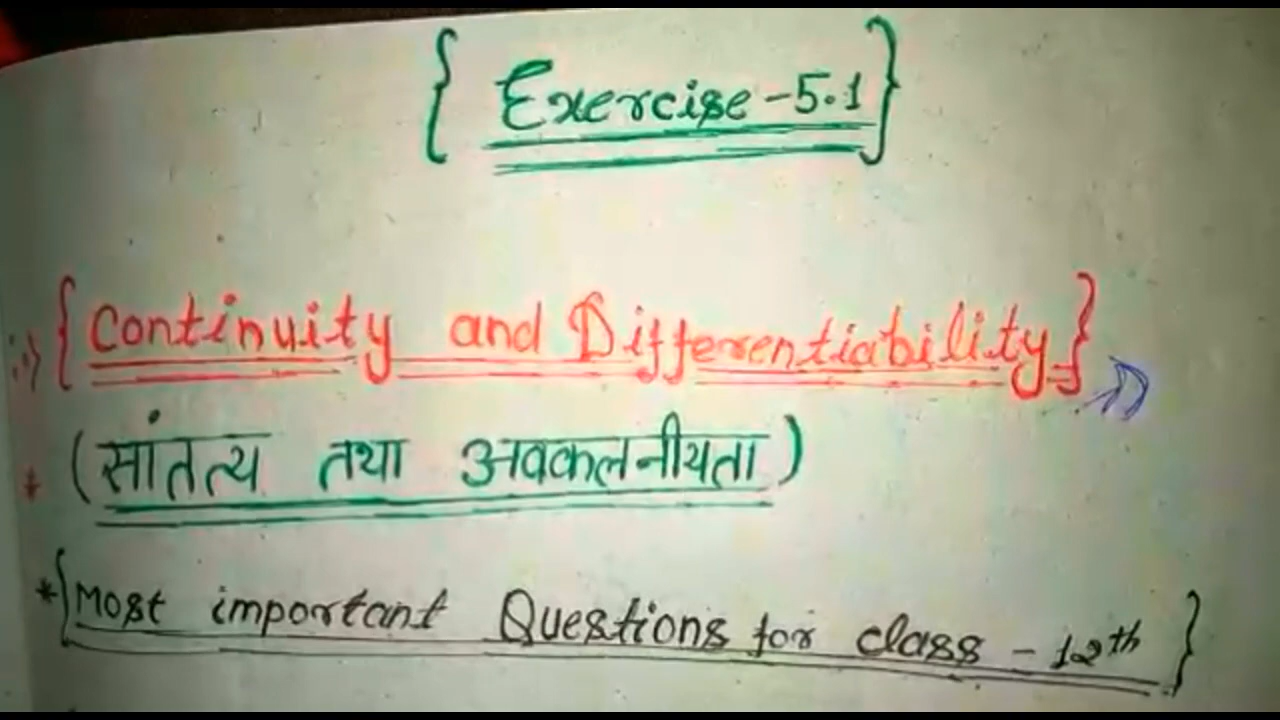 { Exercise-5.1 }
∴⇒ { Continuity and Differentiability }
* (सांतत्य तथा अवकलनीयता)
* { Most important Questions for class - 12th }